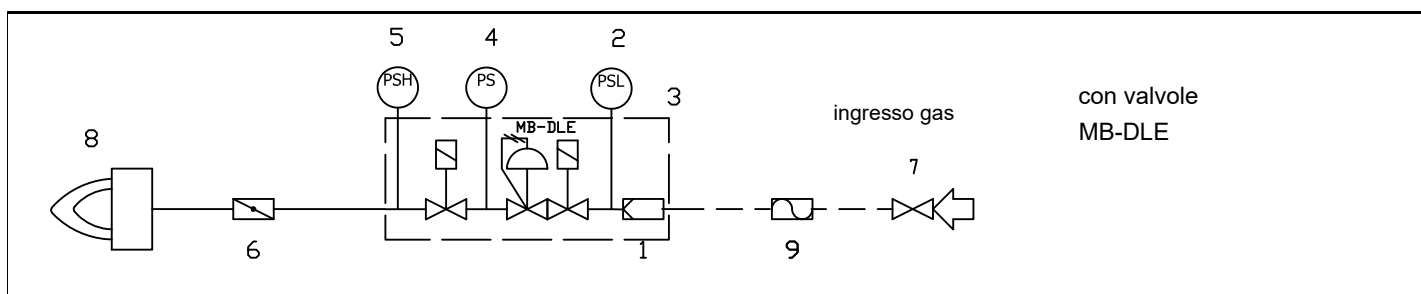 5 4 2
PSH PS PSL
3
MB-DLE
ingresso gas
con valvole
MB-DLE
8
7
6 1 9